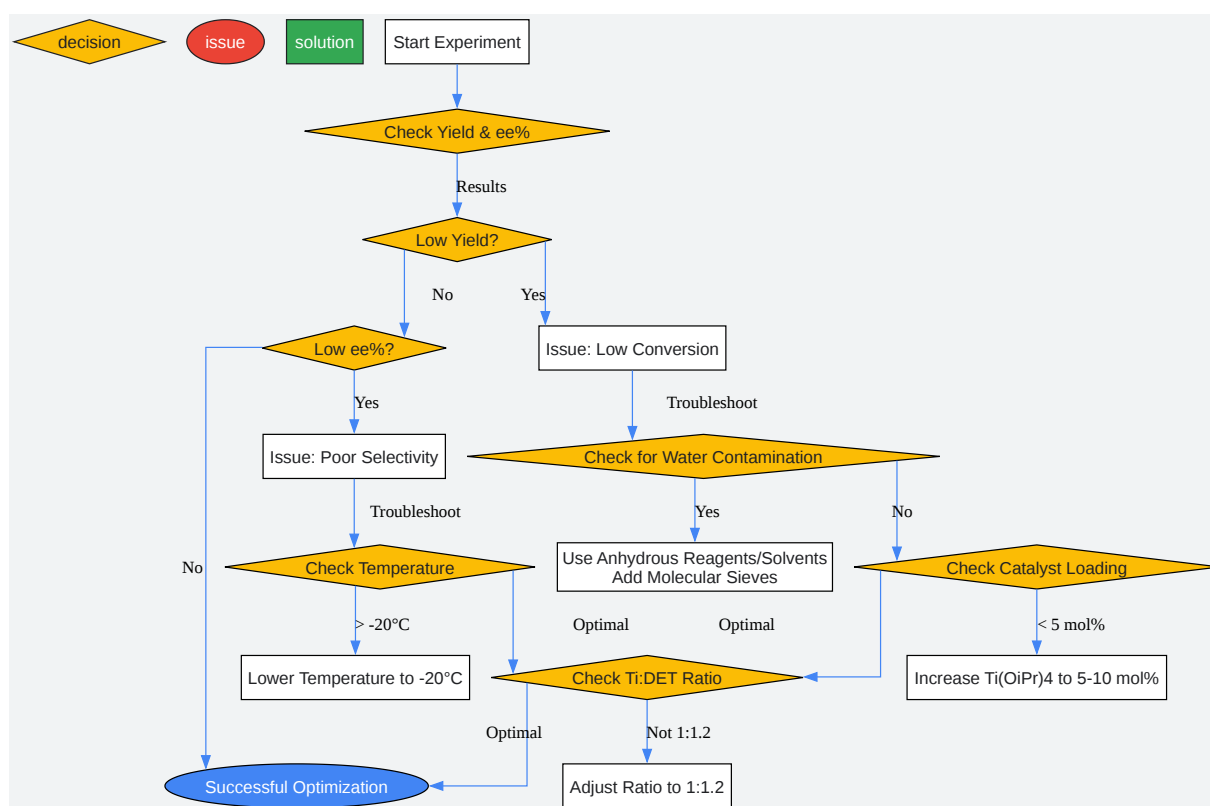 decision
issue
solution
Start Experiment
Check Yield & ee%
Results
Low Yield?
No
Yes
Low ee%?
Issue: Low Conversion
Yes
Troubleshoot
Issue: Poor Selectivity
Check for Water Contamination
Troubleshoot
Yes
No
No
Check Temperature
Use Anhydrous Reagents/Solvents
Add Molecular Sieves
Check Catalyst Loading
> -20°C
Optimal
Optimal
< 5 mol%
Lower Temperature to -20°C
Check Ti:DET Ratio
Increase Ti(OiPr)4 to 5-10 mol%
Optimal
Not 1:1.2
Successful Optimization
Adjust Ratio to 1:1.2